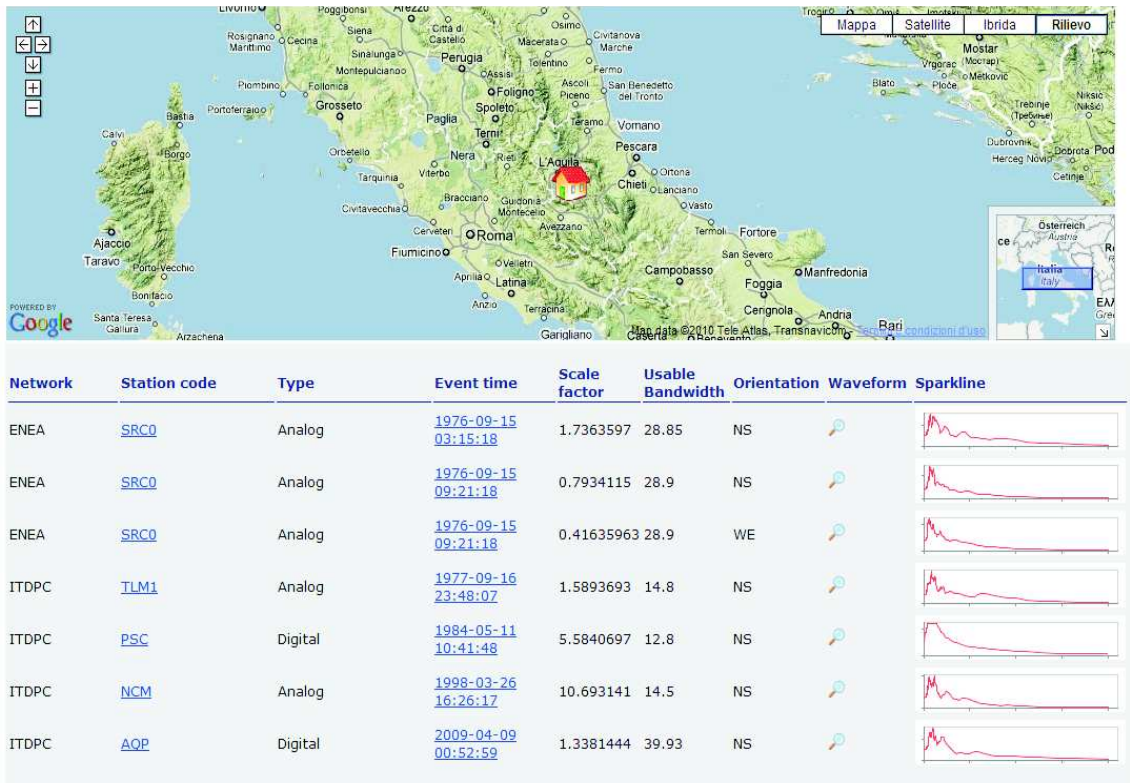 Livorno
Poggibonsi
Arezzo
Osimo
Trogir
Omiš
Imotski
Mappa Satellite Ibrida Rilievo
Rosignano Marittimo
Cecina
Siena
Città di Castello
Macerata
Civitanova Marche
Mostar (Мостар)
Sinalunga
Perugia
Tolentino
Vrgorac
Montepulciano
Assisi
Fermo
Metković
Piombino
Follonica
Foligno
Ascoli Piceno
San Benedetto del Tronto
Blato
Ploče
Portoferraio
Grosseto
Spoleto
Trebinje (Требиње)
Niksic (Nikšić)
Bastia
Paglia
Terni
Teramo
Vomano
Calvi
Borgo
Orbetello
Nera
Rieti
L'Aquila
Pescara
Dubrovnik
Dobrota
Pod
Herceg Novi
Tarquinia
Viterbo
Chieti
Ortona
Lanciano
Cetinje
Civitavecchia
Bracciano
Guidonia Montecelio
Vasto
Cerveteri
Roma
Avezzano
Termoli
Fortore
Österreich
Austria
Ajaccio
Fiumicino
San Severo
Taravo
Porto-Vecchio
Velletri
Campobasso
Manfredonia
Italia
Italy
Aprilia
Latina
Foggia
Bonifacio
Anzio
Terracina
Cerignola
Andria
POWERED BY
Google
Santa Teresa Gallura
Arzachena
Garigliano
Caserta
Benevento
Bari
Map data ©2010 Tele Atlas, Transnavicom - Termini e condizioni d'uso
Network Station code Type Event time Scale factor Usable Bandwidth Orientation Waveform Sparkline
ENEA SRC0 Analog 1976-09-15 03:15:18 1.7363597 28.85 NS
ENEA SRC0 Analog 1976-09-15 09:21:18 0.7934115 28.9 NS
ENEA SRC0 Analog 1976-09-15 09:21:18 0.41635963 28.9 WE
ITDPC TLM1 Analog 1977-09-16 23:48:07 1.5893693 14.8 NS
ITDPC PSC Digital 1984-05-11 10:41:48 5.5840697 12.8 NS
ITDPC NCM Analog 1998-03-26 16:26:17 10.693141 14.5 NS
ITDPC AQP Digital 2009-04-09 00:52:59 1.3381444 39.93 NS